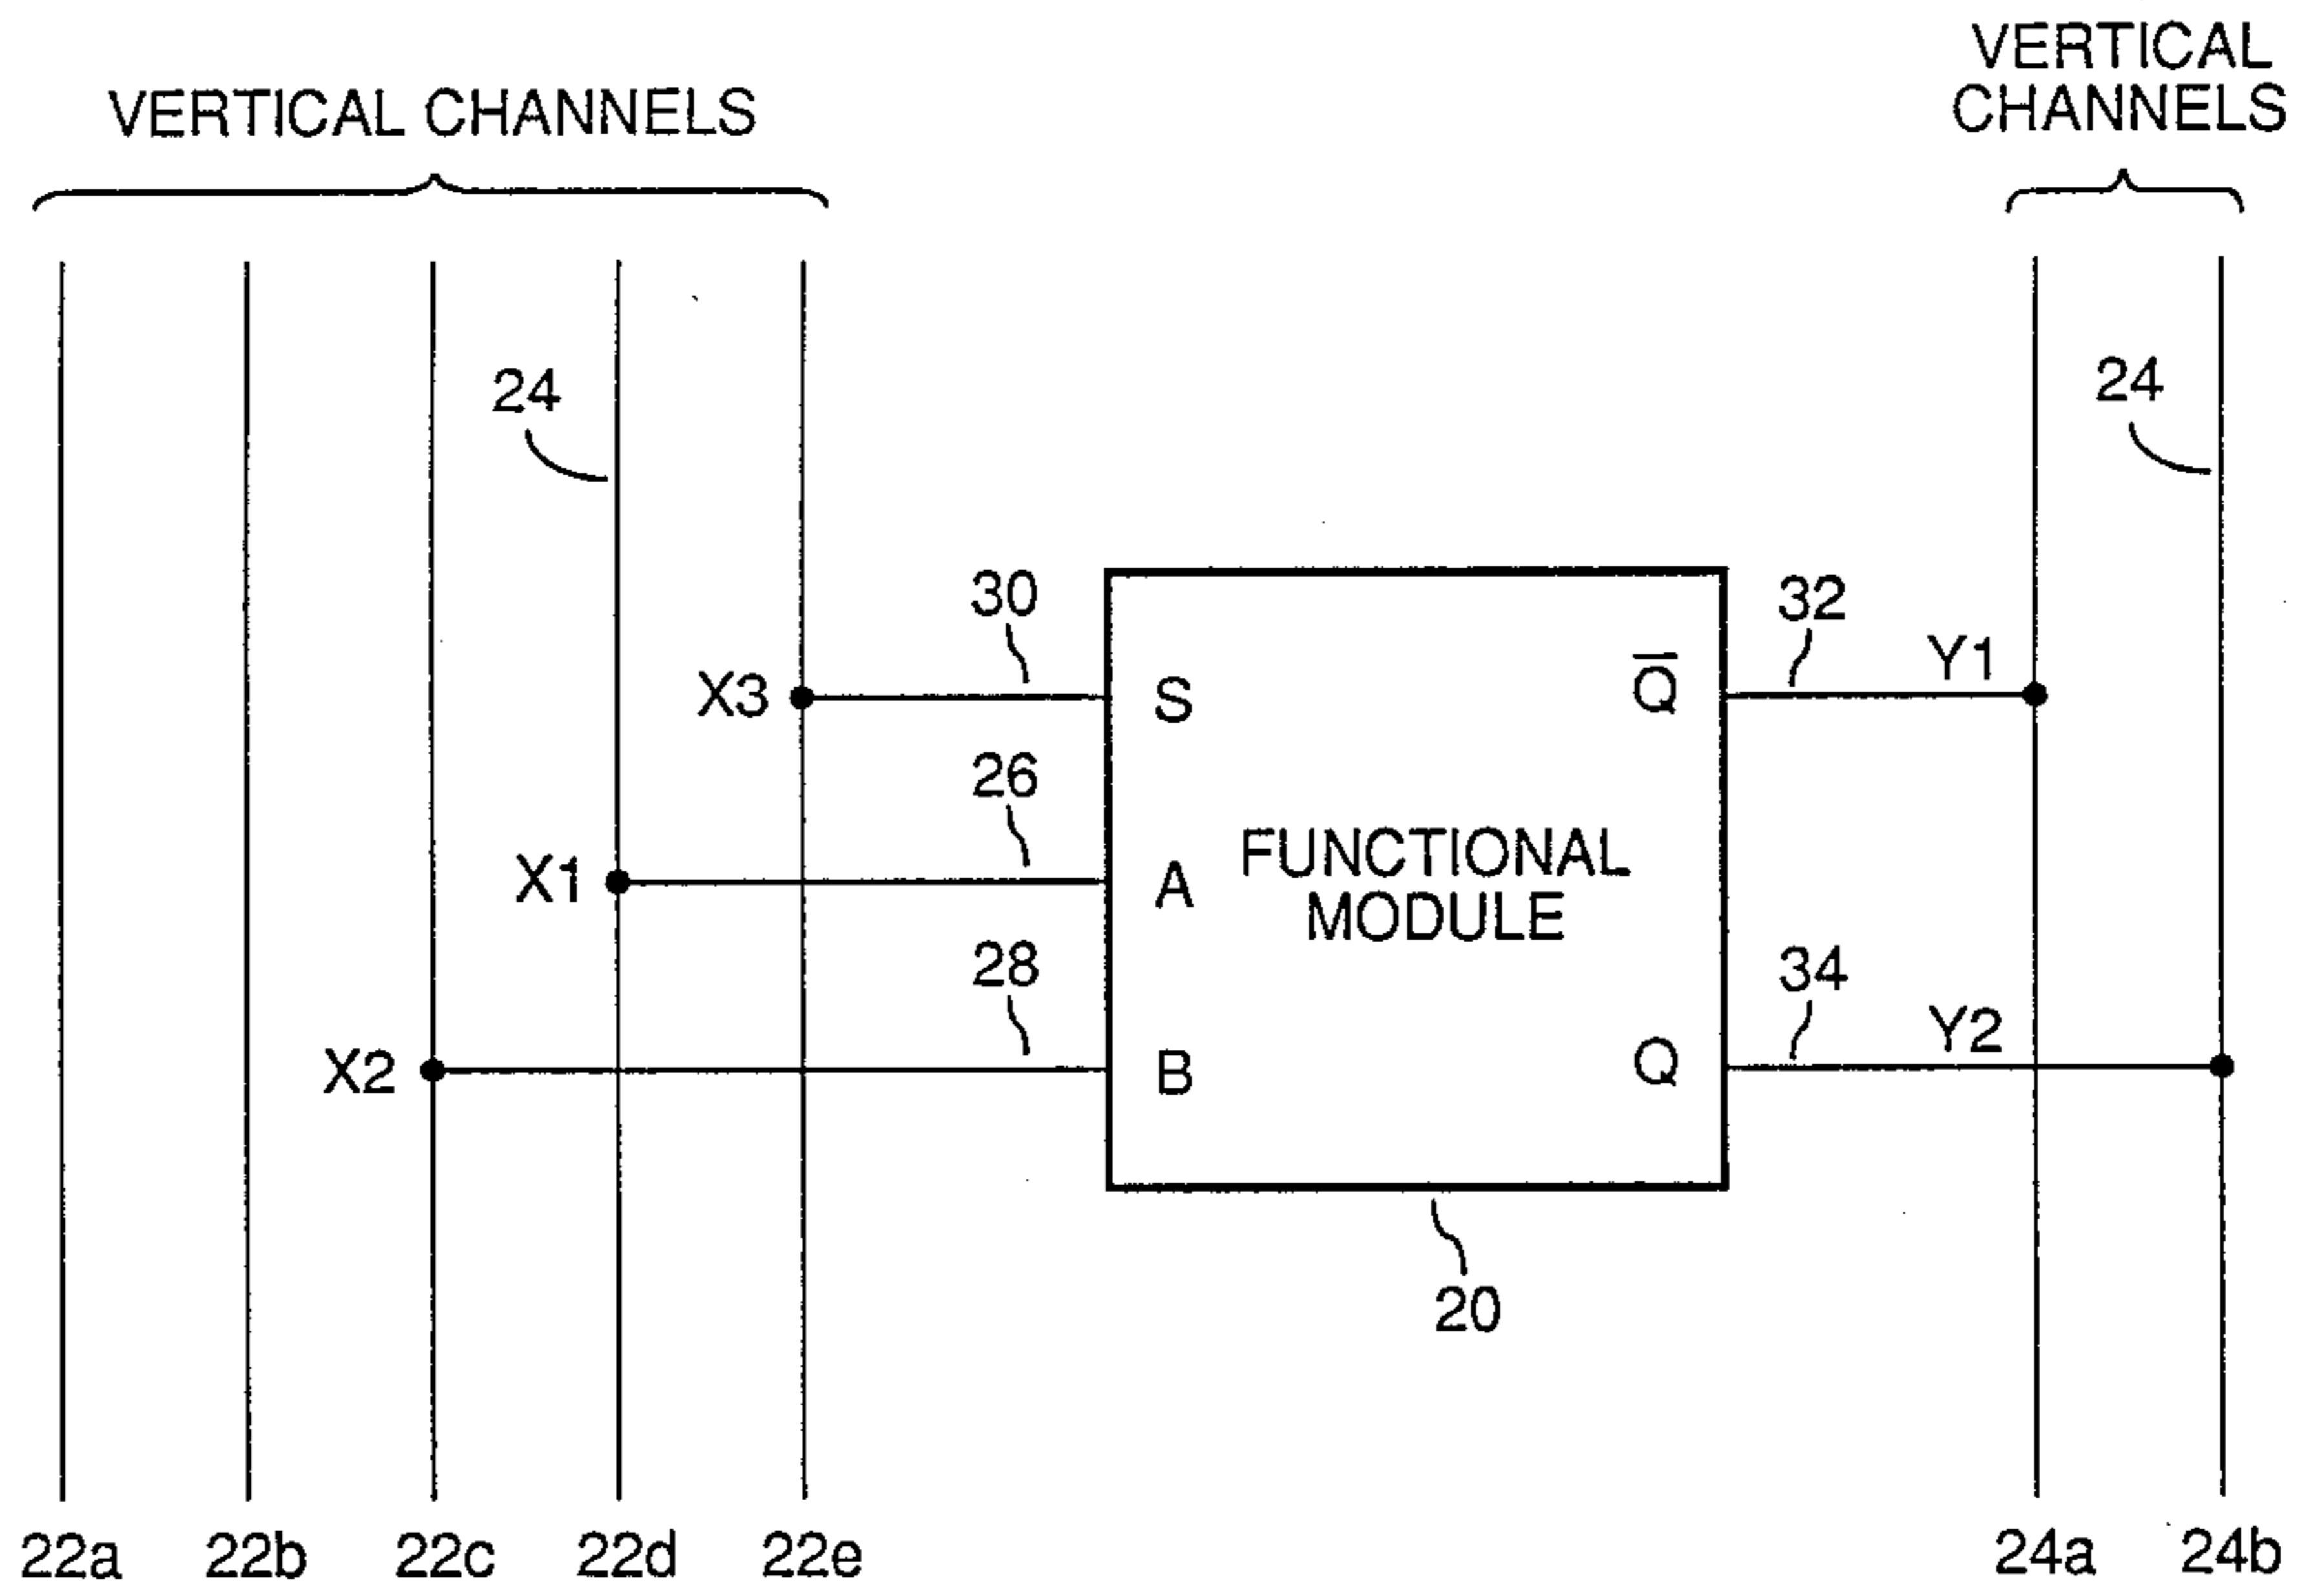 VERTICAL CHANNELS
VERTICAL
CHANNELS
24
24
30
32
X3
S
Q̅
Y1
26
X1
A
FUNCTIONAL
MODULE
28
34
X2
B
Q
Y2
20
22a 22b 22c 22d 22e 24a 24b